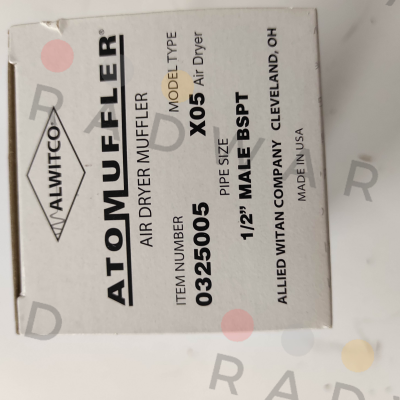 ALWITCO®
ATOMUFFLER®
AIR DRYER MUFFLER
ITEM NUMBER MODEL TYPE
0325005 X05 Air Dryer
PIPE SIZE
1/2" MALE BSPT
ALLIED WITAN COMPANY CLEVELAND, OH
MADE IN USA
RADWAR
D
RADWAR